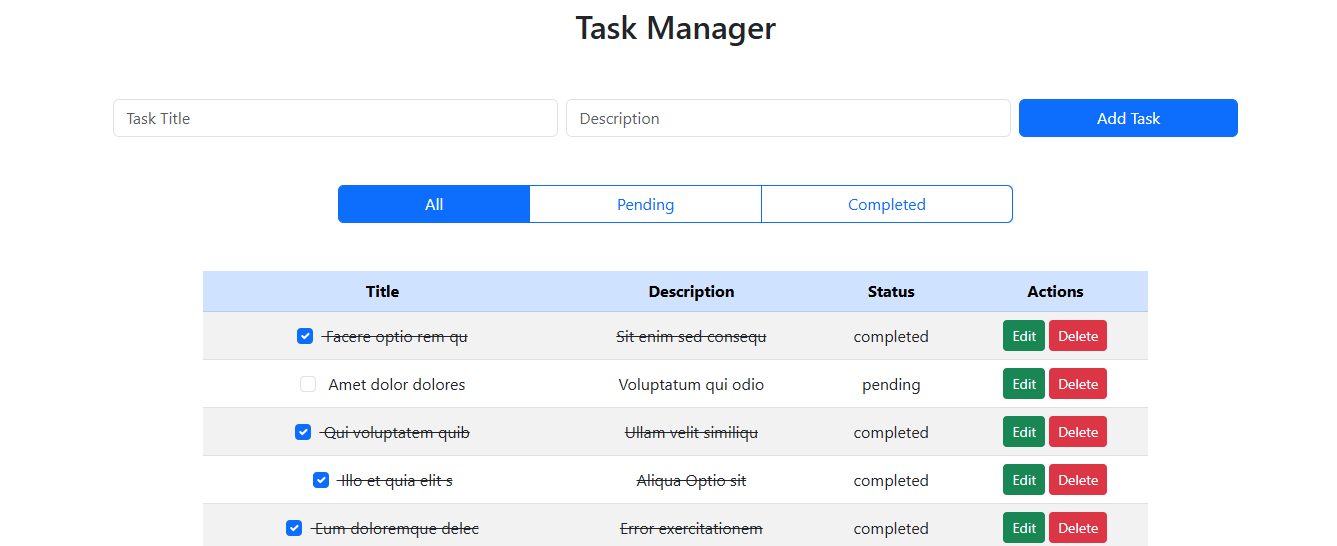 Task Manager
Task Title Description Add Task
All Pending Completed
Title Description Status Actions
Facere optio rem qu Sit enim sed consequ completed Edit Delete
Amet dolor dolores Voluptatum qui odio pending Edit Delete
Qui voluptatem quib Ullam velit similiqu completed Edit Delete
Illo et quia elit s Aliqua Optio sit completed Edit Delete
Eum doloremque delec Error exercitationem completed Edit Delete